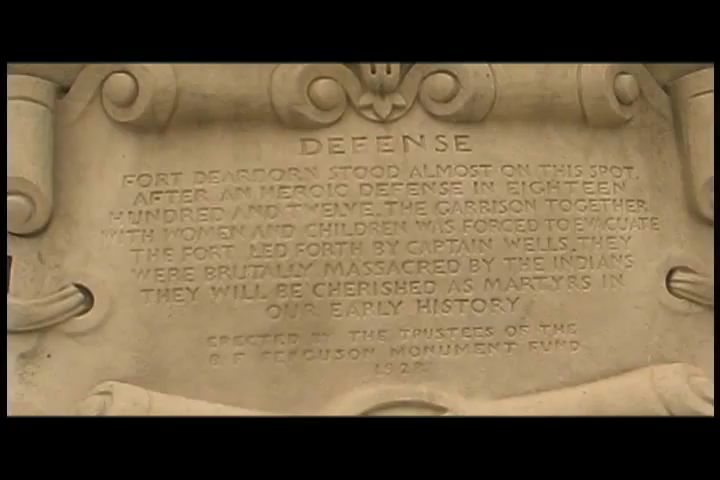 DEFENSE
FORT DEARBORN STOOD ALMOST ON THIS SPOT.
AFTER AN HEROIC DEFENSE IN EIGHTEEN
HUNDRED AND TWELVE, THE GARRISON TOGETHER
WITH WOMEN AND CHILDREN WAS FORCED TO EVACUATE
THE FORT. LED FORTH BY CAPTAIN WELLS, THEY
WERE BRUTALLY MASSACRED BY THE INDIANS
THEY WILL BE CHERISHED AS MARTYRS IN
OUR EARLY HISTORY
ERECTED BY THE TRUSTEES OF THE
B. F. FERGUSON MONUMENT FUND
1928